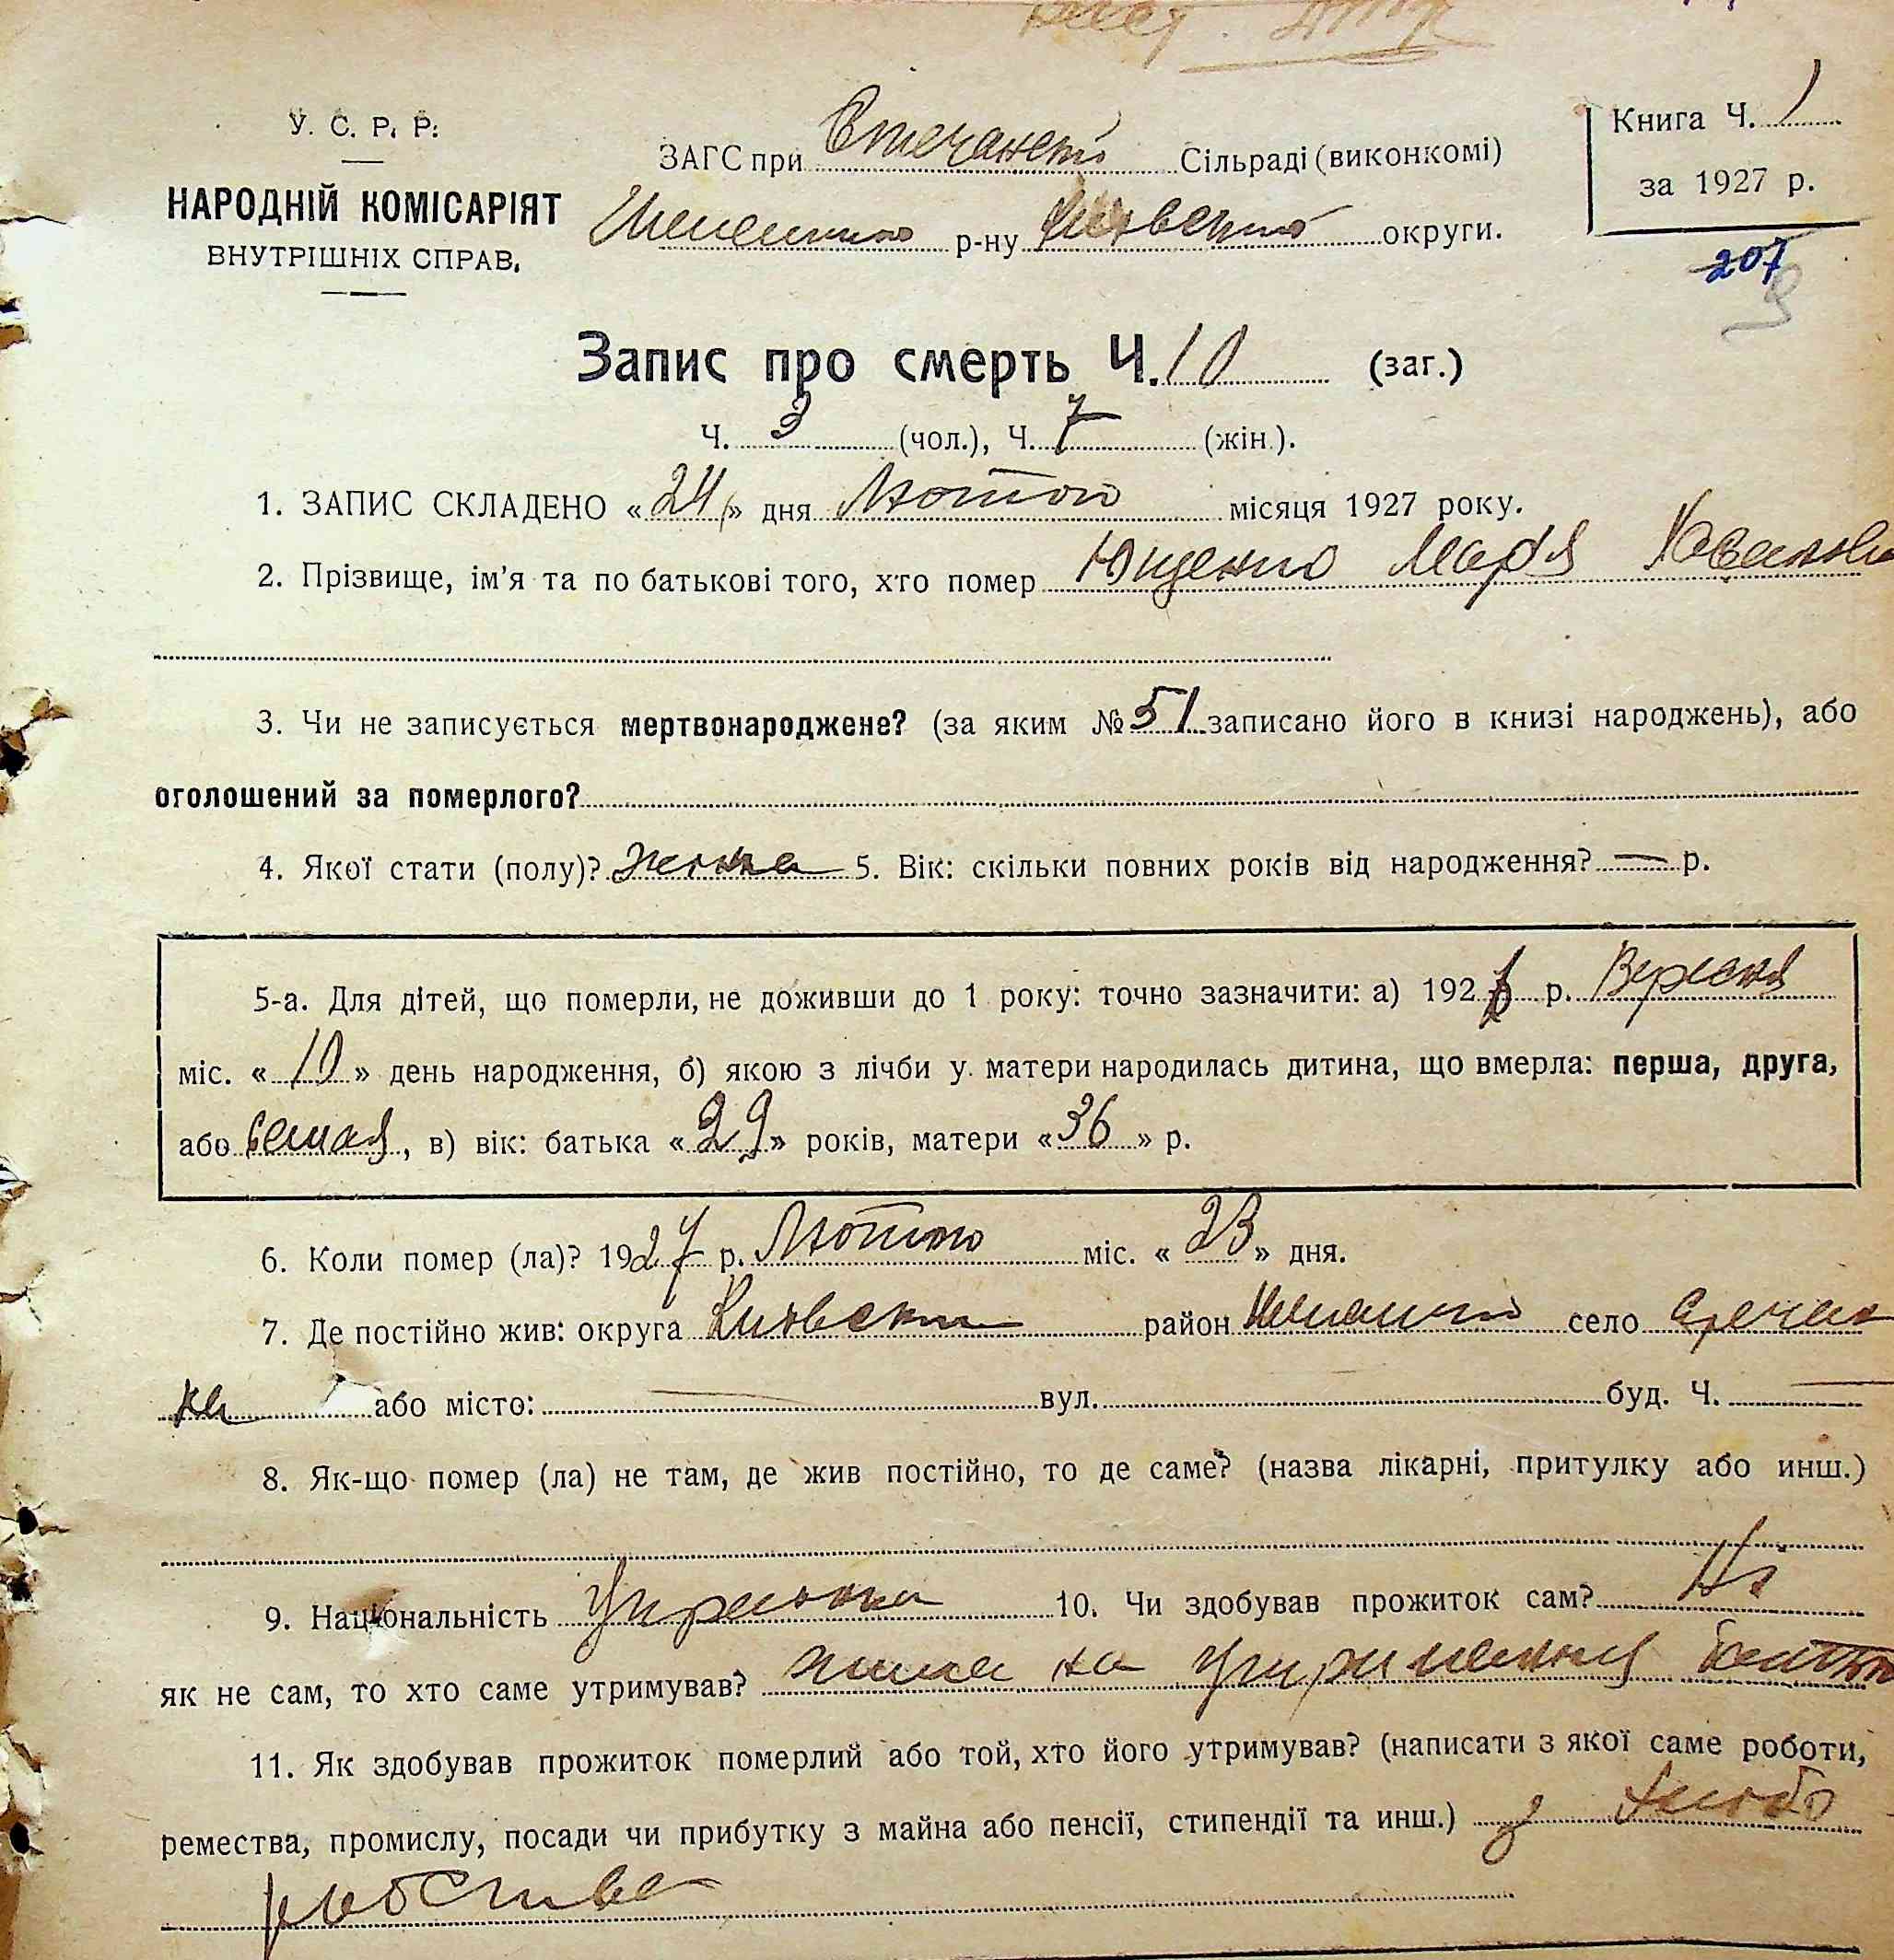 У. С. Р. Р.
НАРОДНІЙ КОМІСАРІЯТ
ВНУТРІШНІХ СПРАВ.
ЗАГС при Сільраді (виконкомі)
р-ну округи.
Книга Ч. 1
за 1927 р.
207
9
Запис про смерть Ч. 10 (заг.)
Ч. 3 (чол.), Ч. 7 (жін.).
1. ЗАПИС СКЛАДЕНО «24» дня Лютого місяця 1927 року.
2. Прізвище, ім'я та по батькові того, хто помер Ющенко Марія
3. Чи не записується мертвонароджене? (за яким № 51 записано його в книзі народжень), або
оголошений за померлого?
4. Якої стати (полу)? жінка 5. Вік: скільки повних років від народження? — р.
5-а. Для дітей, що померли, не доживши до 1 року: точно зазначити: а) 1926 р. Вересня
міс. «10» день народження, б) якою з лічби у матери народилась дитина, що вмерла: перша, друга,
або , в) вік: батька «29» років, матери «36» р.
6. Коли помер (ла)? 1927 р. Лютого міс. «23» дня.
7. Де постійно жив: округа район село
ка або місто: — вул. буд. Ч. —
8. Як-що помер (ла) не там, де жив постійно, то де саме? (назва лікарні, притулку або инш.)
9. Національність Українка 10. Чи здобував прожиток сам? Ні
як не сам, то хто саме утримував? на
11. Як здобував прожиток померлий або той, хто його утримував? (написати з якої саме роботи,
ремества, промислу, посади чи прибутку з майна або пенсії, стипендії та инш.) з хлібо
робства